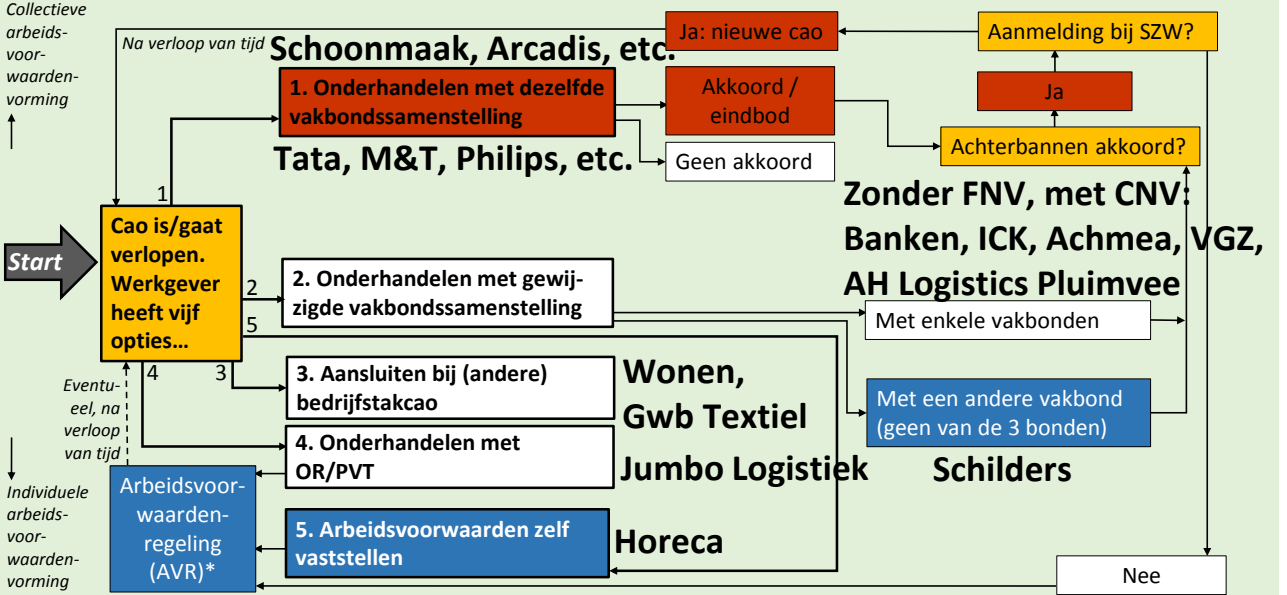 Collectieve
arbeids-
voor-
waarden-
vorming
Na verloop van tijd
Schoonmaak, Arcadis, etc.
Ja: nieuwe cao
Aanmelding bij SZW?
1. Onderhandelen met dezelfde
vakbondssamenstelling
Akkoord /
eindbod
Ja
Tata, M&T, Philips, etc.
Geen akkoord
Achterbannen akkoord?
1
Zonder FNV, met CNV:
Banken, ICK, Achmea, VGZ,
AH Logistics Pluimvee
Start
Cao is/gaat
verlopen.
Werkgever
heeft vijf
opties…
2
5
4
3
2. Onderhandelen met gewij-
zigde vakbondssamenstelling
Met enkele vakbonden
3. Aansluiten bij (andere)
bedrijfstakcao
Wonen,
Gwb Textiel
Met een andere vakbond
(geen van de 3 bonden)
Eventu-
eel, na
verloop
van tijd
4. Onderhandelen met
OR/PVT
Jumbo Logistiek
Schilders
Individuele
arbeids-
voor-
waarden-
vorming
Arbeidsvoor-
waarden-
regeling
(AVR)*
5. Arbeidsvoorwaarden zelf
vaststellen
Horeca
Nee